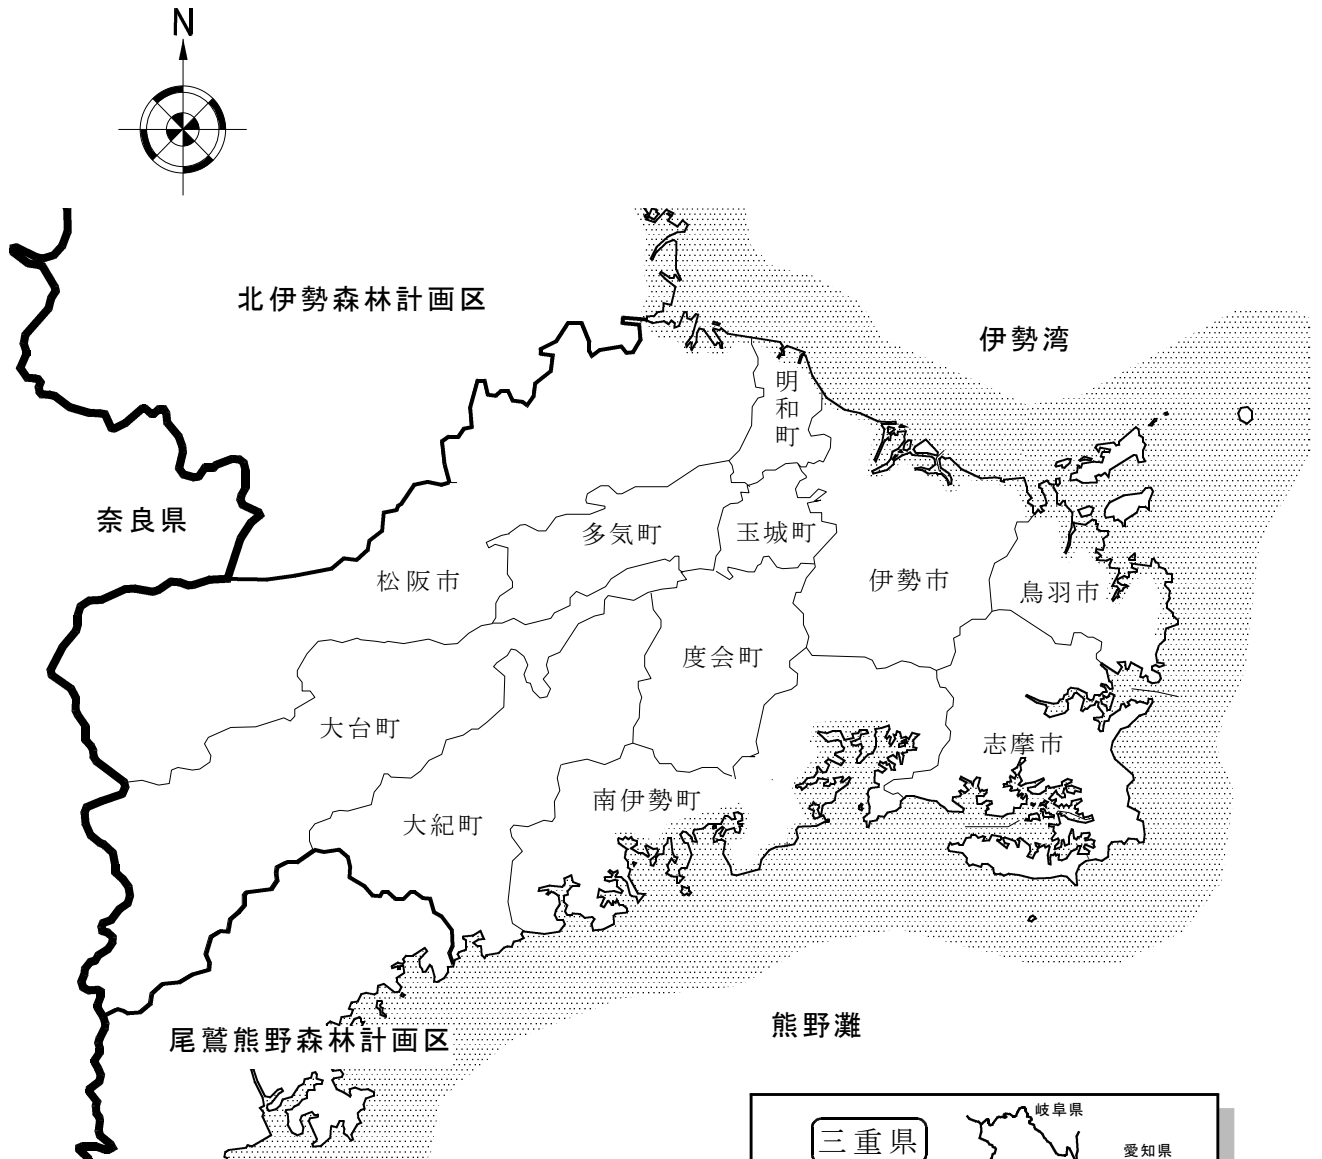 N
北伊勢森林計画区
伊勢湾
明和町
奈良県
多気町
玉城町
松阪市
伊勢市
鳥羽市
度会町
大台町
志摩市
南伊勢町
大紀町
熊野灘
尾鷲熊野森林計画区
岐阜県
三重県
愛知県